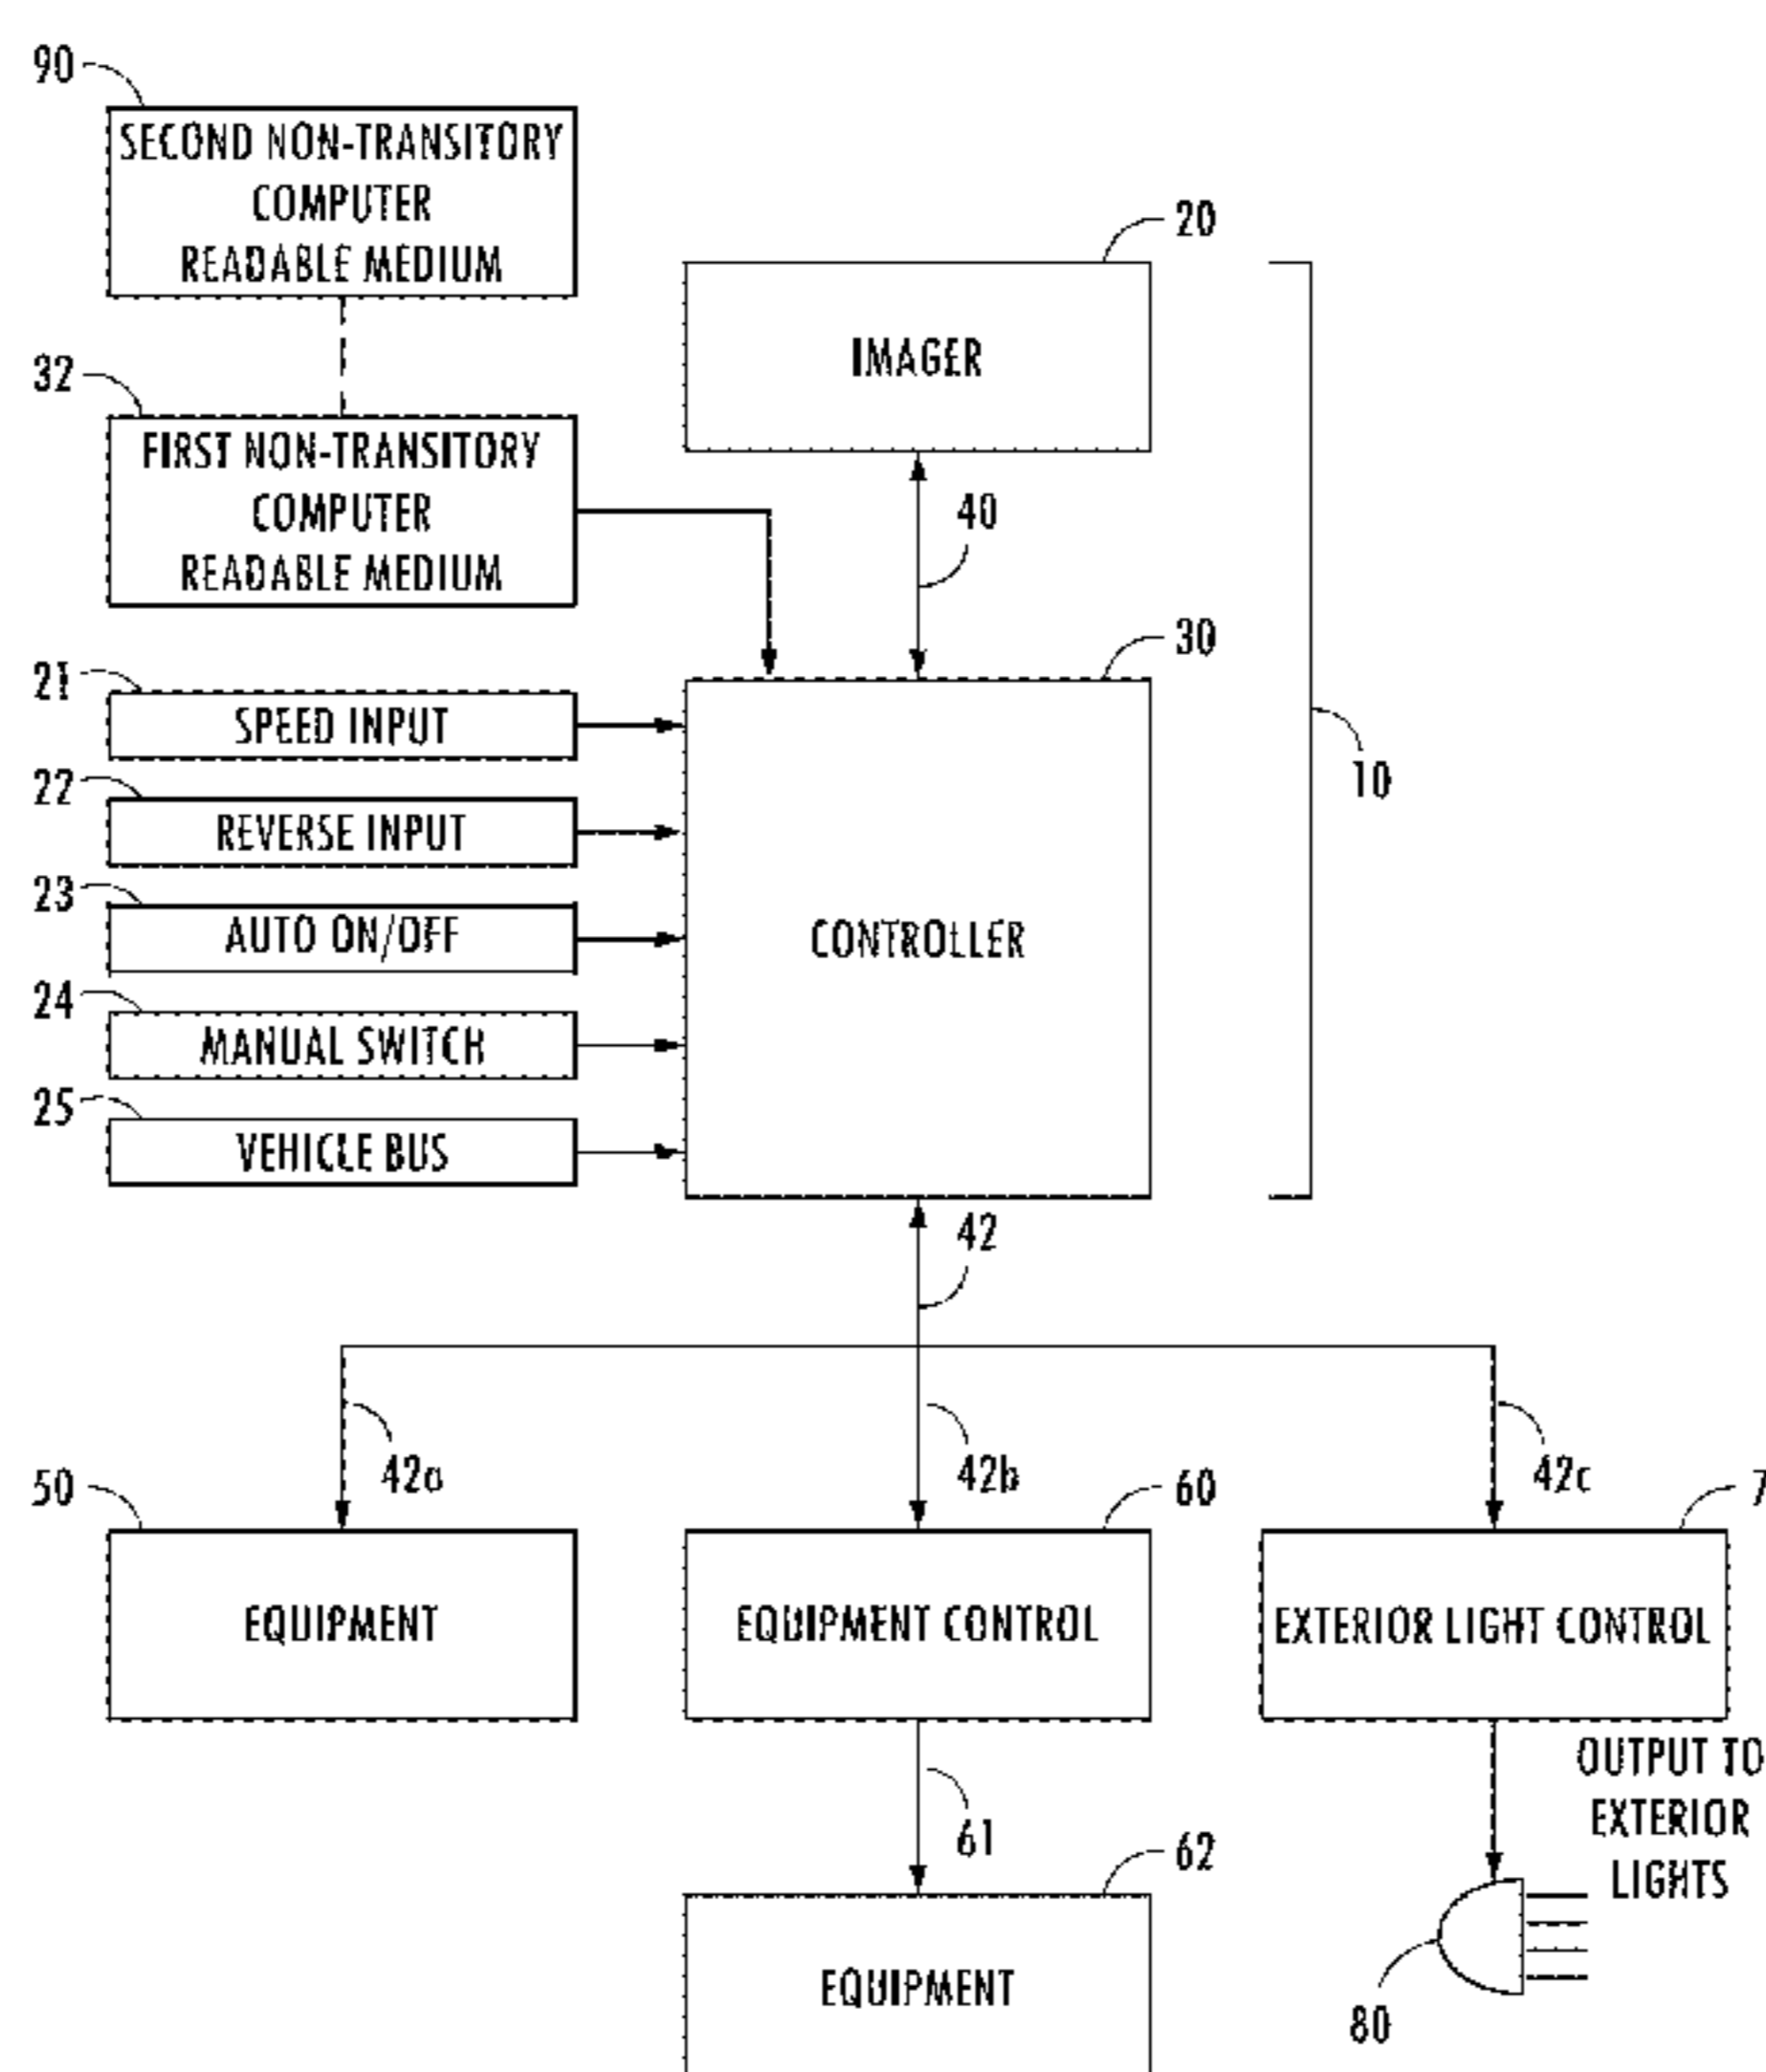 90
SECOND NON-TRANSITORY
COMPUTER
READABLE MEDIUM
20
IMAGER
32
FIRST NON-TRANSITORY
COMPUTER
READABLE MEDIUM
40
30
21
SPEED INPUT
10
22
REVERSE INPUT
23
AUTO ON/OFF
CONTROLLER
24
MANUAL SWITCH
25
VEHICLE BUS
42
42a
42b
42c
50
60
7
EQUIPMENT
EQUIPMENT CONTROL
EXTERIOR LIGHT CONTROL
OUTPUT TO
EXTERIOR
LIGHTS
61
62
EQUIPMENT
80